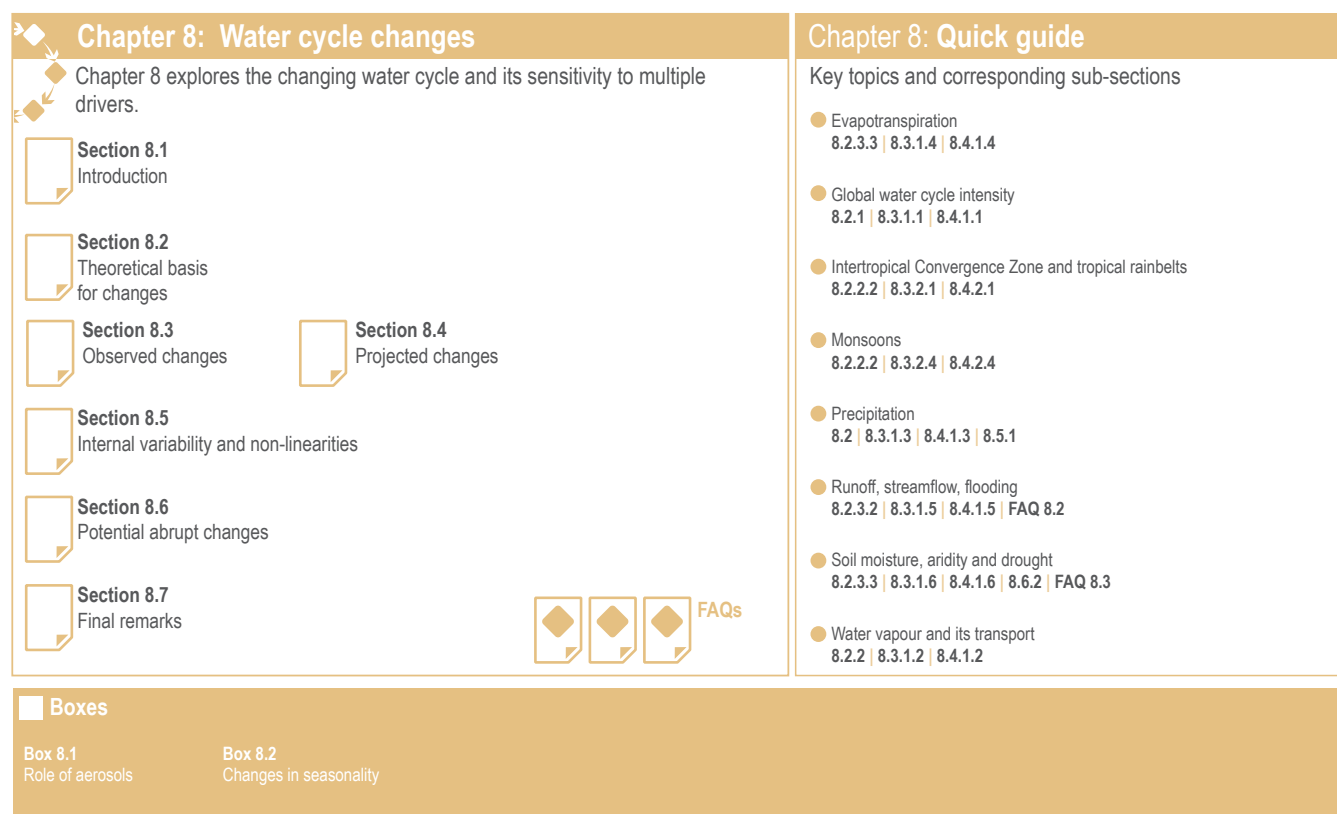 Chapter 8: Water cycle changes
Chapter 8 explores the changing water cycle and its sensitivity to multiple
drivers.
Section 8.1
Introduction
Section 8.2
Theoretical basis
for changes
Section 8.3
Observed changes
Section 8.4
Projected changes
Section 8.5
Internal variability and non-linearities
Section 8.6
Potential abrupt changes
Section 8.7
Final remarks
FAQs
Chapter 8: Quick guide
Key topics and corresponding sub-sections
Evapotranspiration
8.2.3.3 | 8.3.1.4 | 8.4.1.4
Global water cycle intensity
8.2.1 | 8.3.1.1 | 8.4.1.1
Intertropical Convergence Zone and tropical rainbelts
8.2.2.2 | 8.3.2.1 | 8.4.2.1
Monsoons
8.2.2.2 | 8.3.2.4 | 8.4.2.4
Precipitation
8.2 | 8.3.1.3 | 8.4.1.3 | 8.5.1
Runoff, streamflow, flooding
8.2.3.2 | 8.3.1.5 | 8.4.1.5 | FAQ 8.2
Soil moisture, aridity and drought
8.2.3.3 | 8.3.1.6 | 8.4.1.6 | 8.6.2 | FAQ 8.3
Water vapour and its transport
8.2.2 | 8.3.1.2 | 8.4.1.2
Boxes
Box 8.1
Role of aerosols
Box 8.2
Changes in seasonality